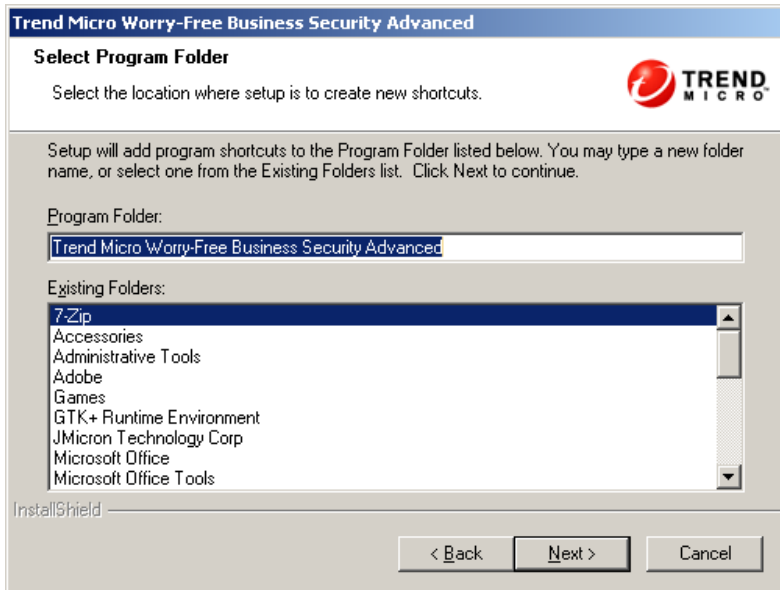 Trend Micro Worry-Free Business Security Advanced
Select Program Folder
Select the location where setup is to create new shortcuts.
TREND
MICRO™
Setup will add program shortcuts to the Program Folder listed below. You may type a new folder
name, or select one from the Existing Folders list. Click Next to continue.
Program Folder:
Trend Micro Worry-Free Business Security Advanced
Existing Folders:
7-Zip
Accessories
Administrative Tools
Adobe
Games
GTK+ Runtime Environment
JMicron Technology Corp
Microsoft Office
Microsoft Office Tools
InstallShield
< Back
Next >
Cancel